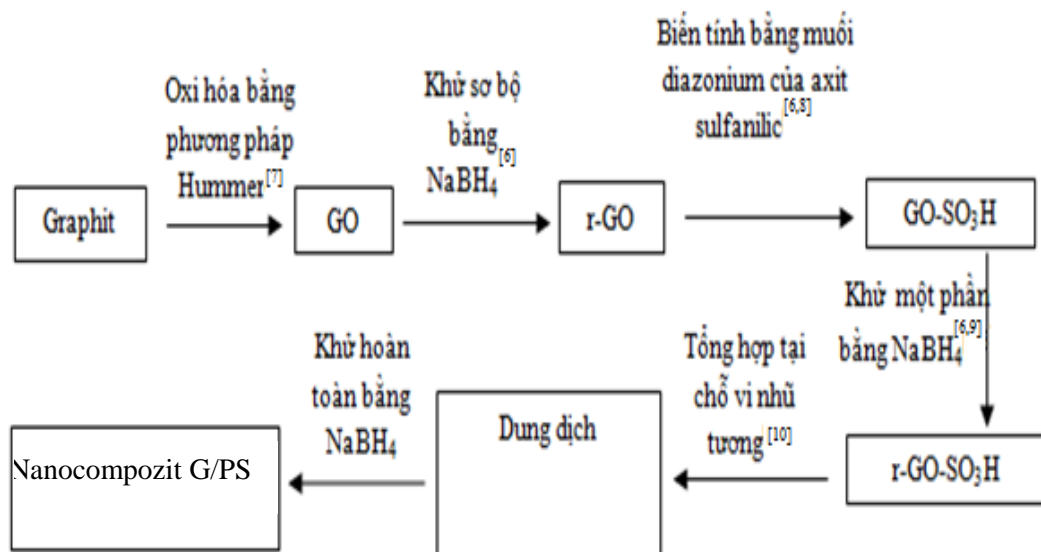 Oxi hóa bằng
phương pháp
Hummer[7]
Khử sơ bộ
bằng
NaBH4[6]
Biến tính bằng muối
diazonium của axit
sulfanilic[6,8]
Graphit
GO
r-GO
GO-SO3H
Khử một phần
bằng NaBH4[6,9]
Tổng hợp tại
chỗ vi nhũ
tương[10]
Khử hoàn
toàn bằng
NaBH4
r-GO-SO3H
Dung dịch
Nanocompozit G/PS